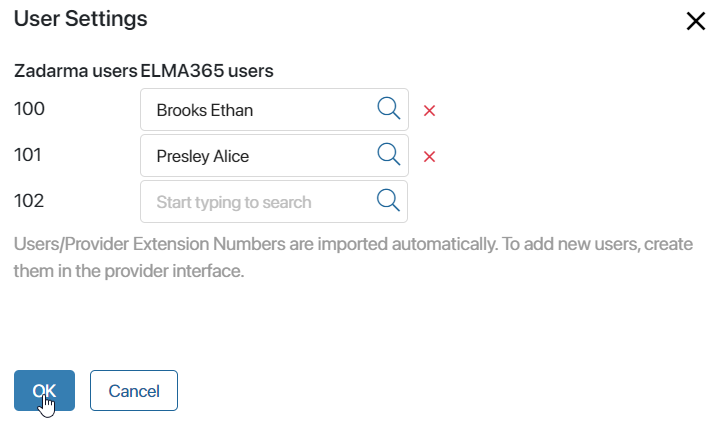 User Settings
Zadarma users ELMA365 users
100 Brooks Ethan
101 Presley Alice
102 Start typing to search
Users/Provider Extension Numbers are imported automatically. To add new users, create
them in the provider interface.
OK Cancel